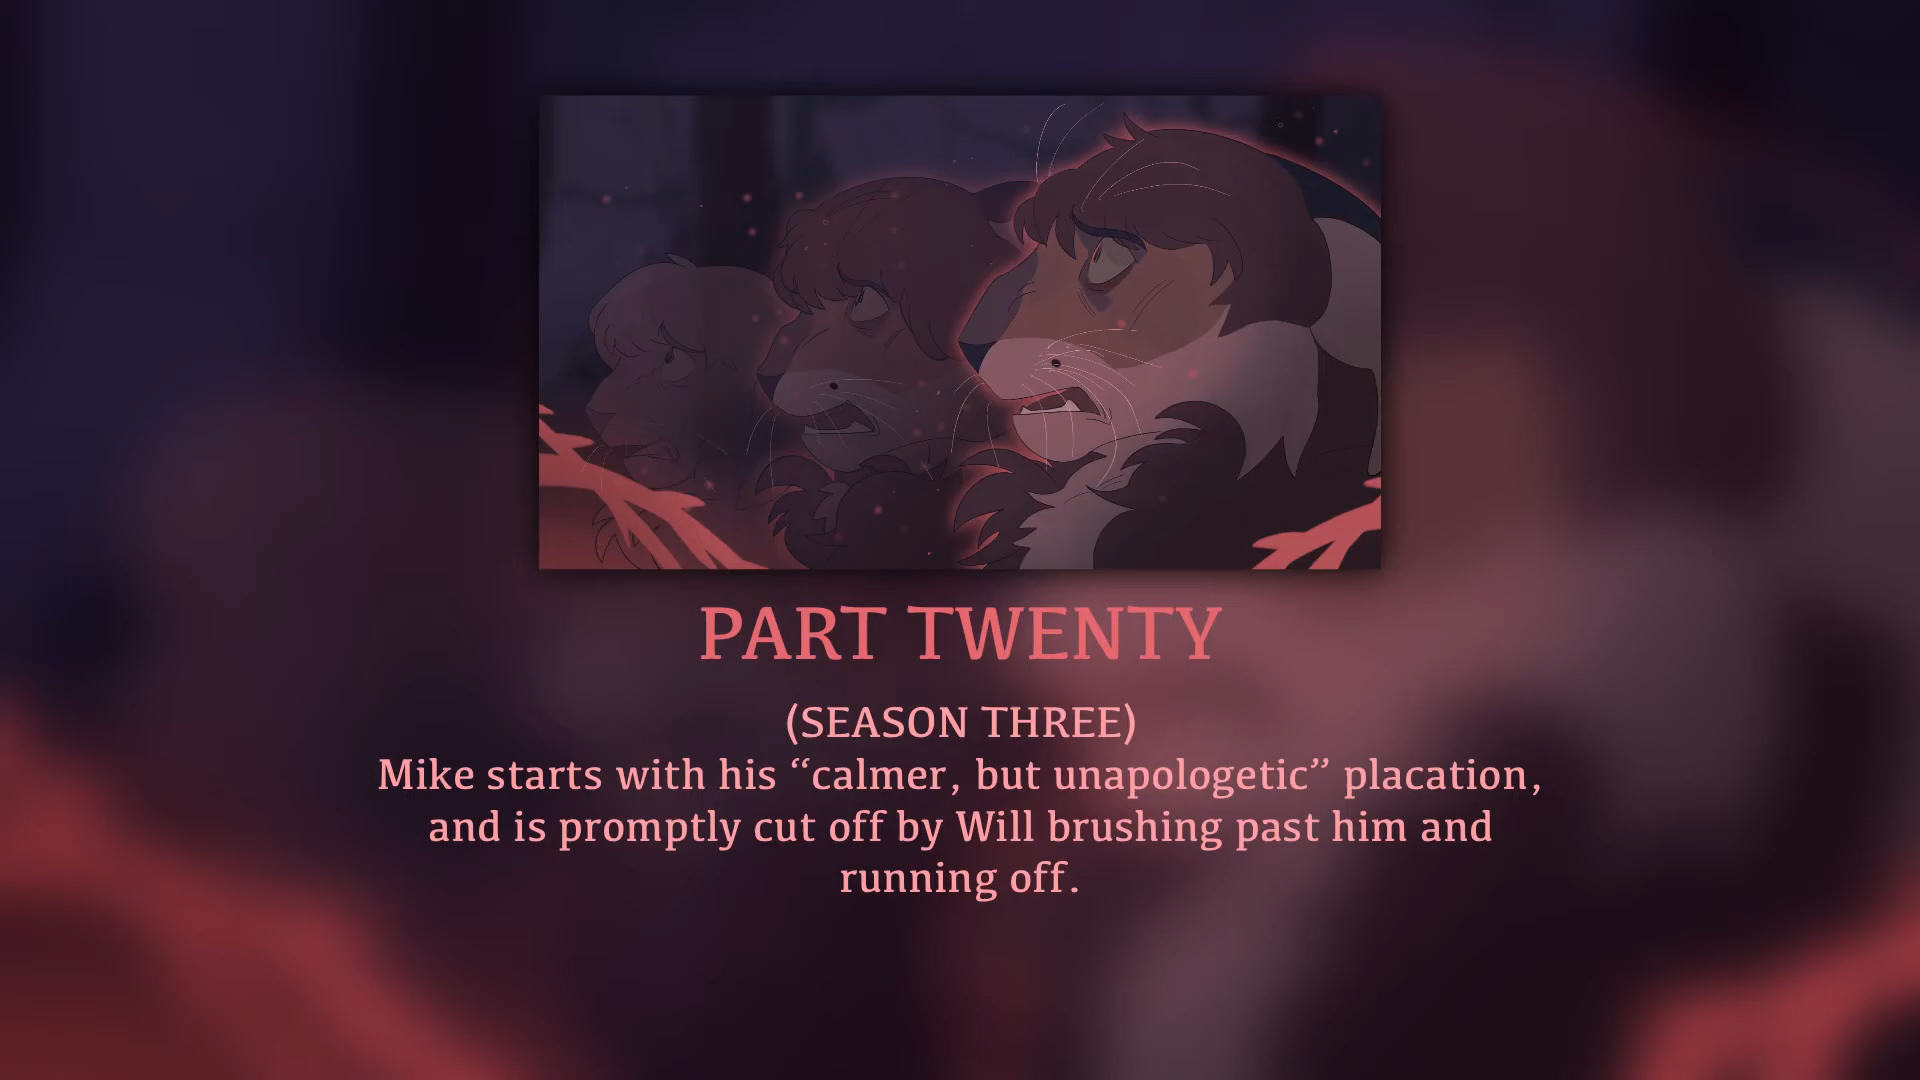 PART TWENTY
(SEASON THREE)
Mike starts with his “calmer, but unapologetic” placation,
and is promptly cut off by Will brushing past him and
running off.